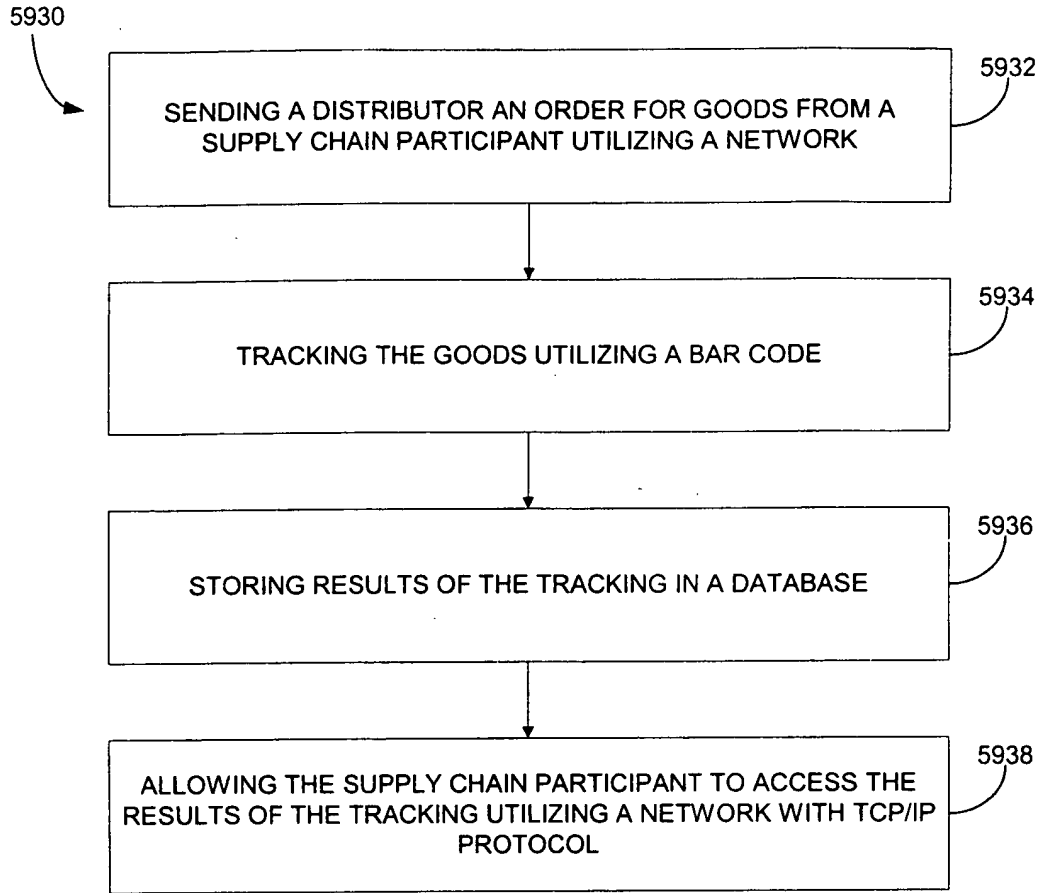 5930
5932
SENDING A DISTRIBUTOR AN ORDER FOR GOODS FROM A
SUPPLY CHAIN PARTICIPANT UTILIZING A NETWORK
5934
TRACKING THE GOODS UTILIZING A BAR CODE
5936
STORING RESULTS OF THE TRACKING IN A DATABASE
5938
ALLOWING THE SUPPLY CHAIN PARTICIPANT TO ACCESS THE
RESULTS OF THE TRACKING UTILIZING A NETWORK WITH TCP/IP
PROTOCOL